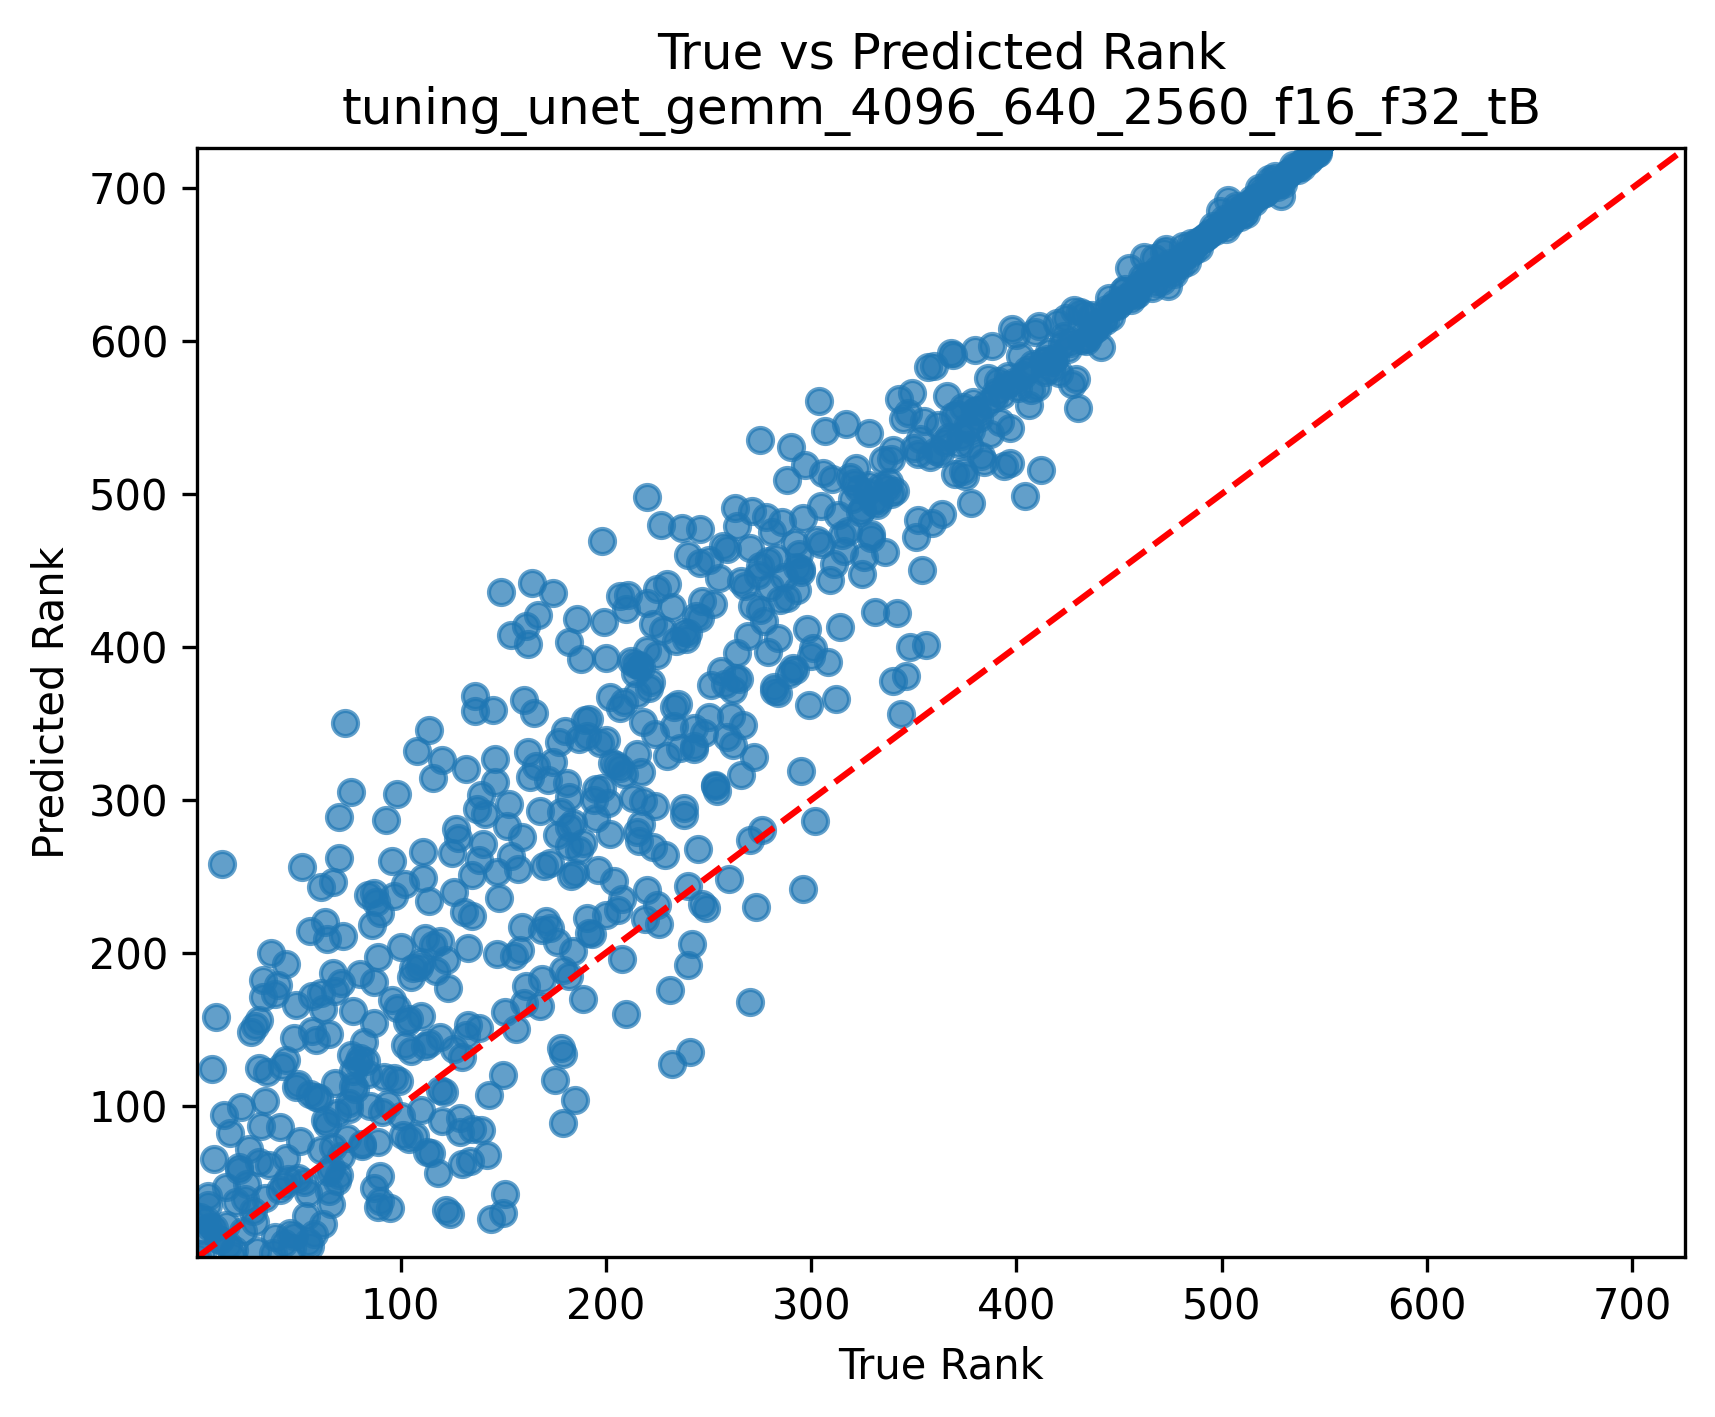 True vs Predicted Rank
tuning_unet_gemm_4096_640_2560_f16_f32_tB
Predicted Rank
700
600
500
400
300
200
100
100 200 300 400 500 600 700
True Rank